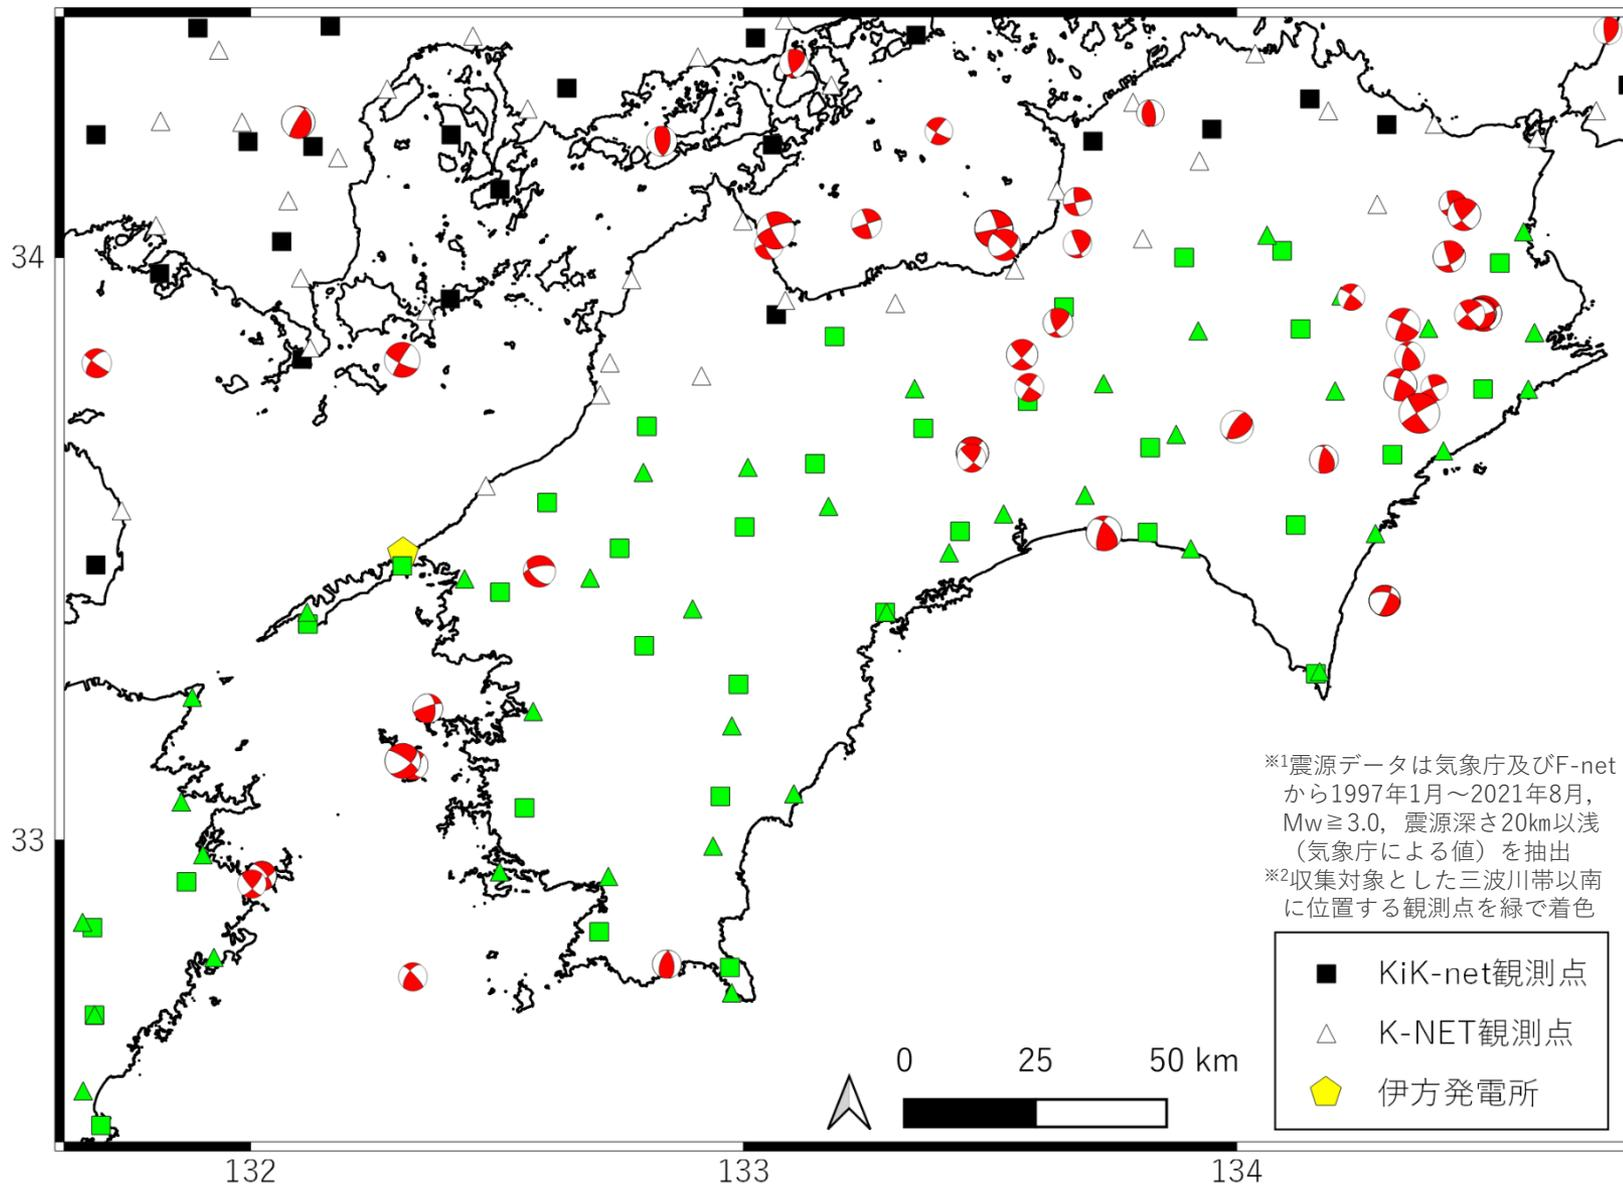 34
33
※1震源データは気象庁及びF-net
から1997年1月～2021年8月，
Mw≧3.0，震源深さ20㎞以浅
（気象庁による値）を抽出
※2収集対象とした三波川帯以南
に位置する観測点を緑で着色
KiK-net観測点
K-NET観測点
伊方発電所
0 25 50 km
132 133 134